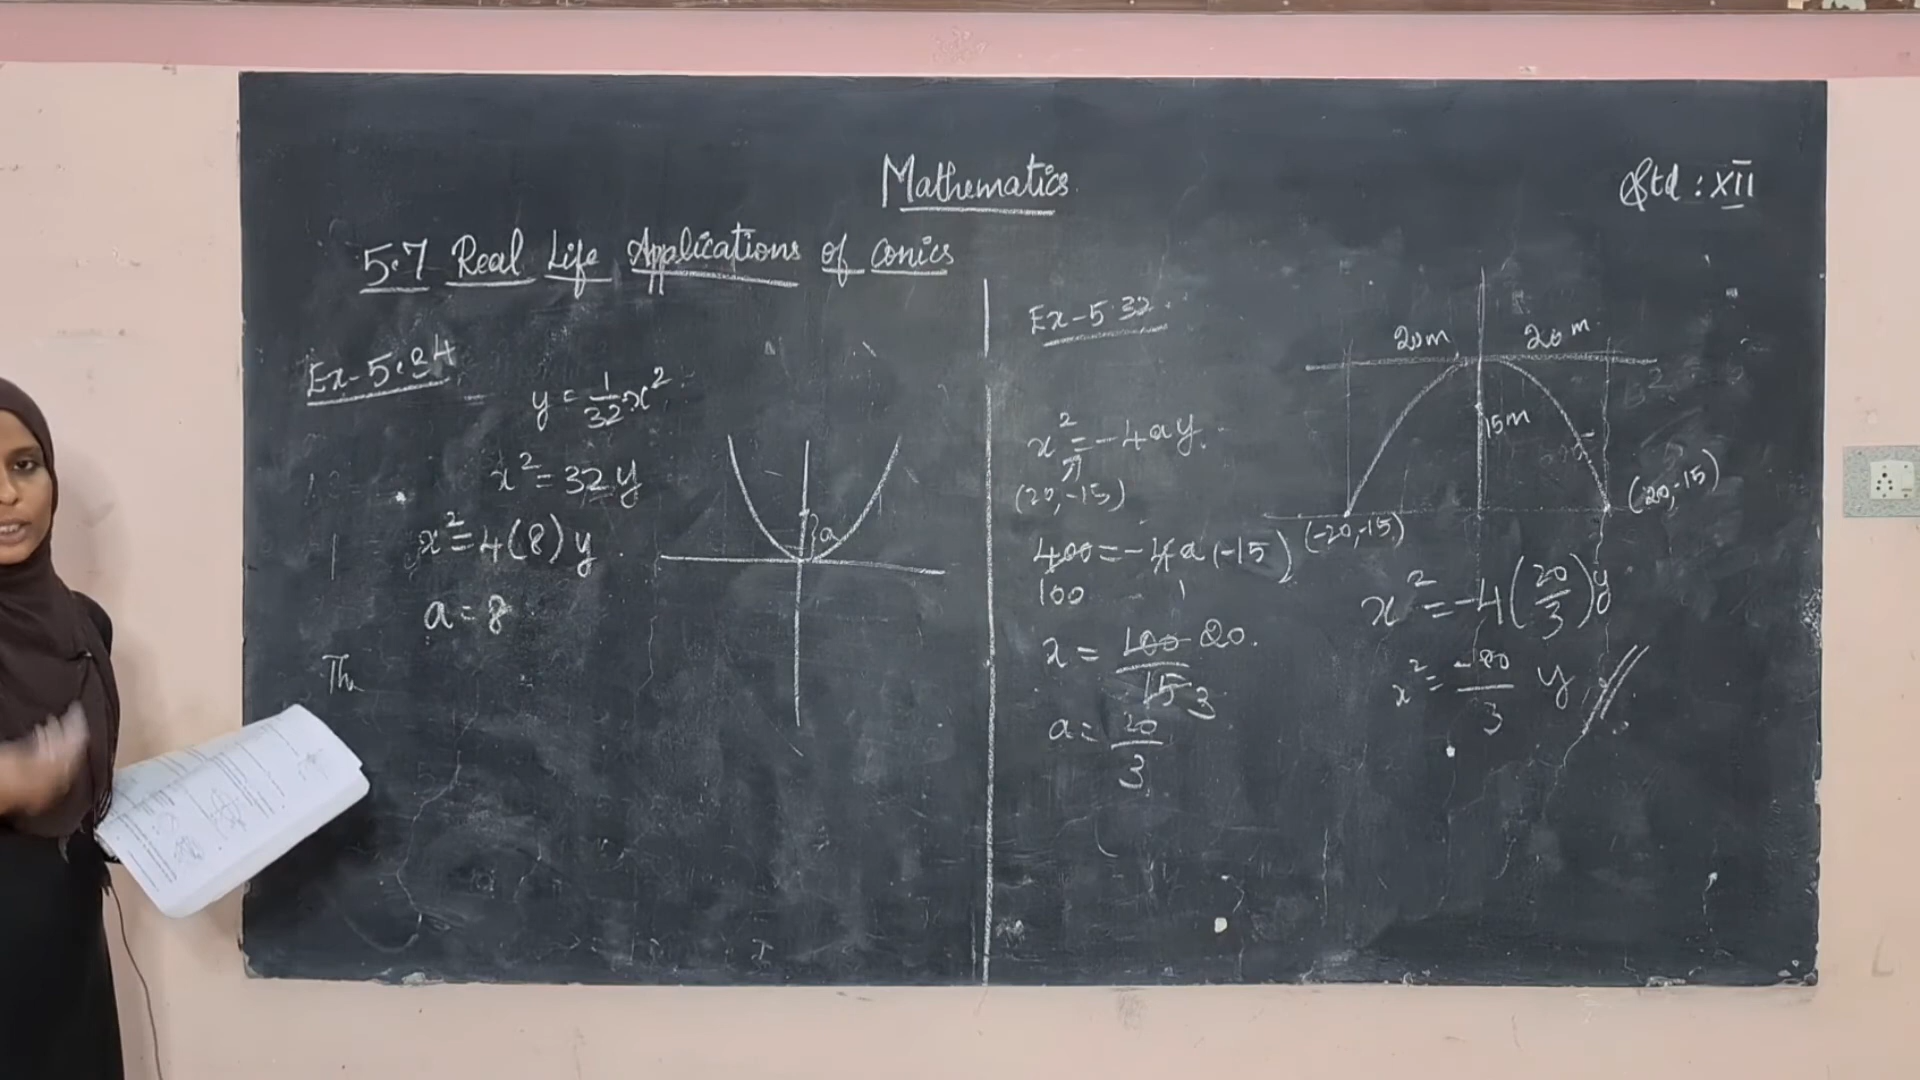 Mathematics
Std : XII
5.7 Real Life Applications of conics
Ex-5.34
y = 1/32 x²
x² = 32y
x² = 4(8)y
a = 8
Th
a
Ex-5.32
x² = -4ay.
(20,-15)
400 = -4a(-15)
100 1
x = 100 20.
15 3
a = 20/3
20m 20m
15m
(-20,-15) (20,-15)
x² = -4(20/3)y
x² = -80/3 y